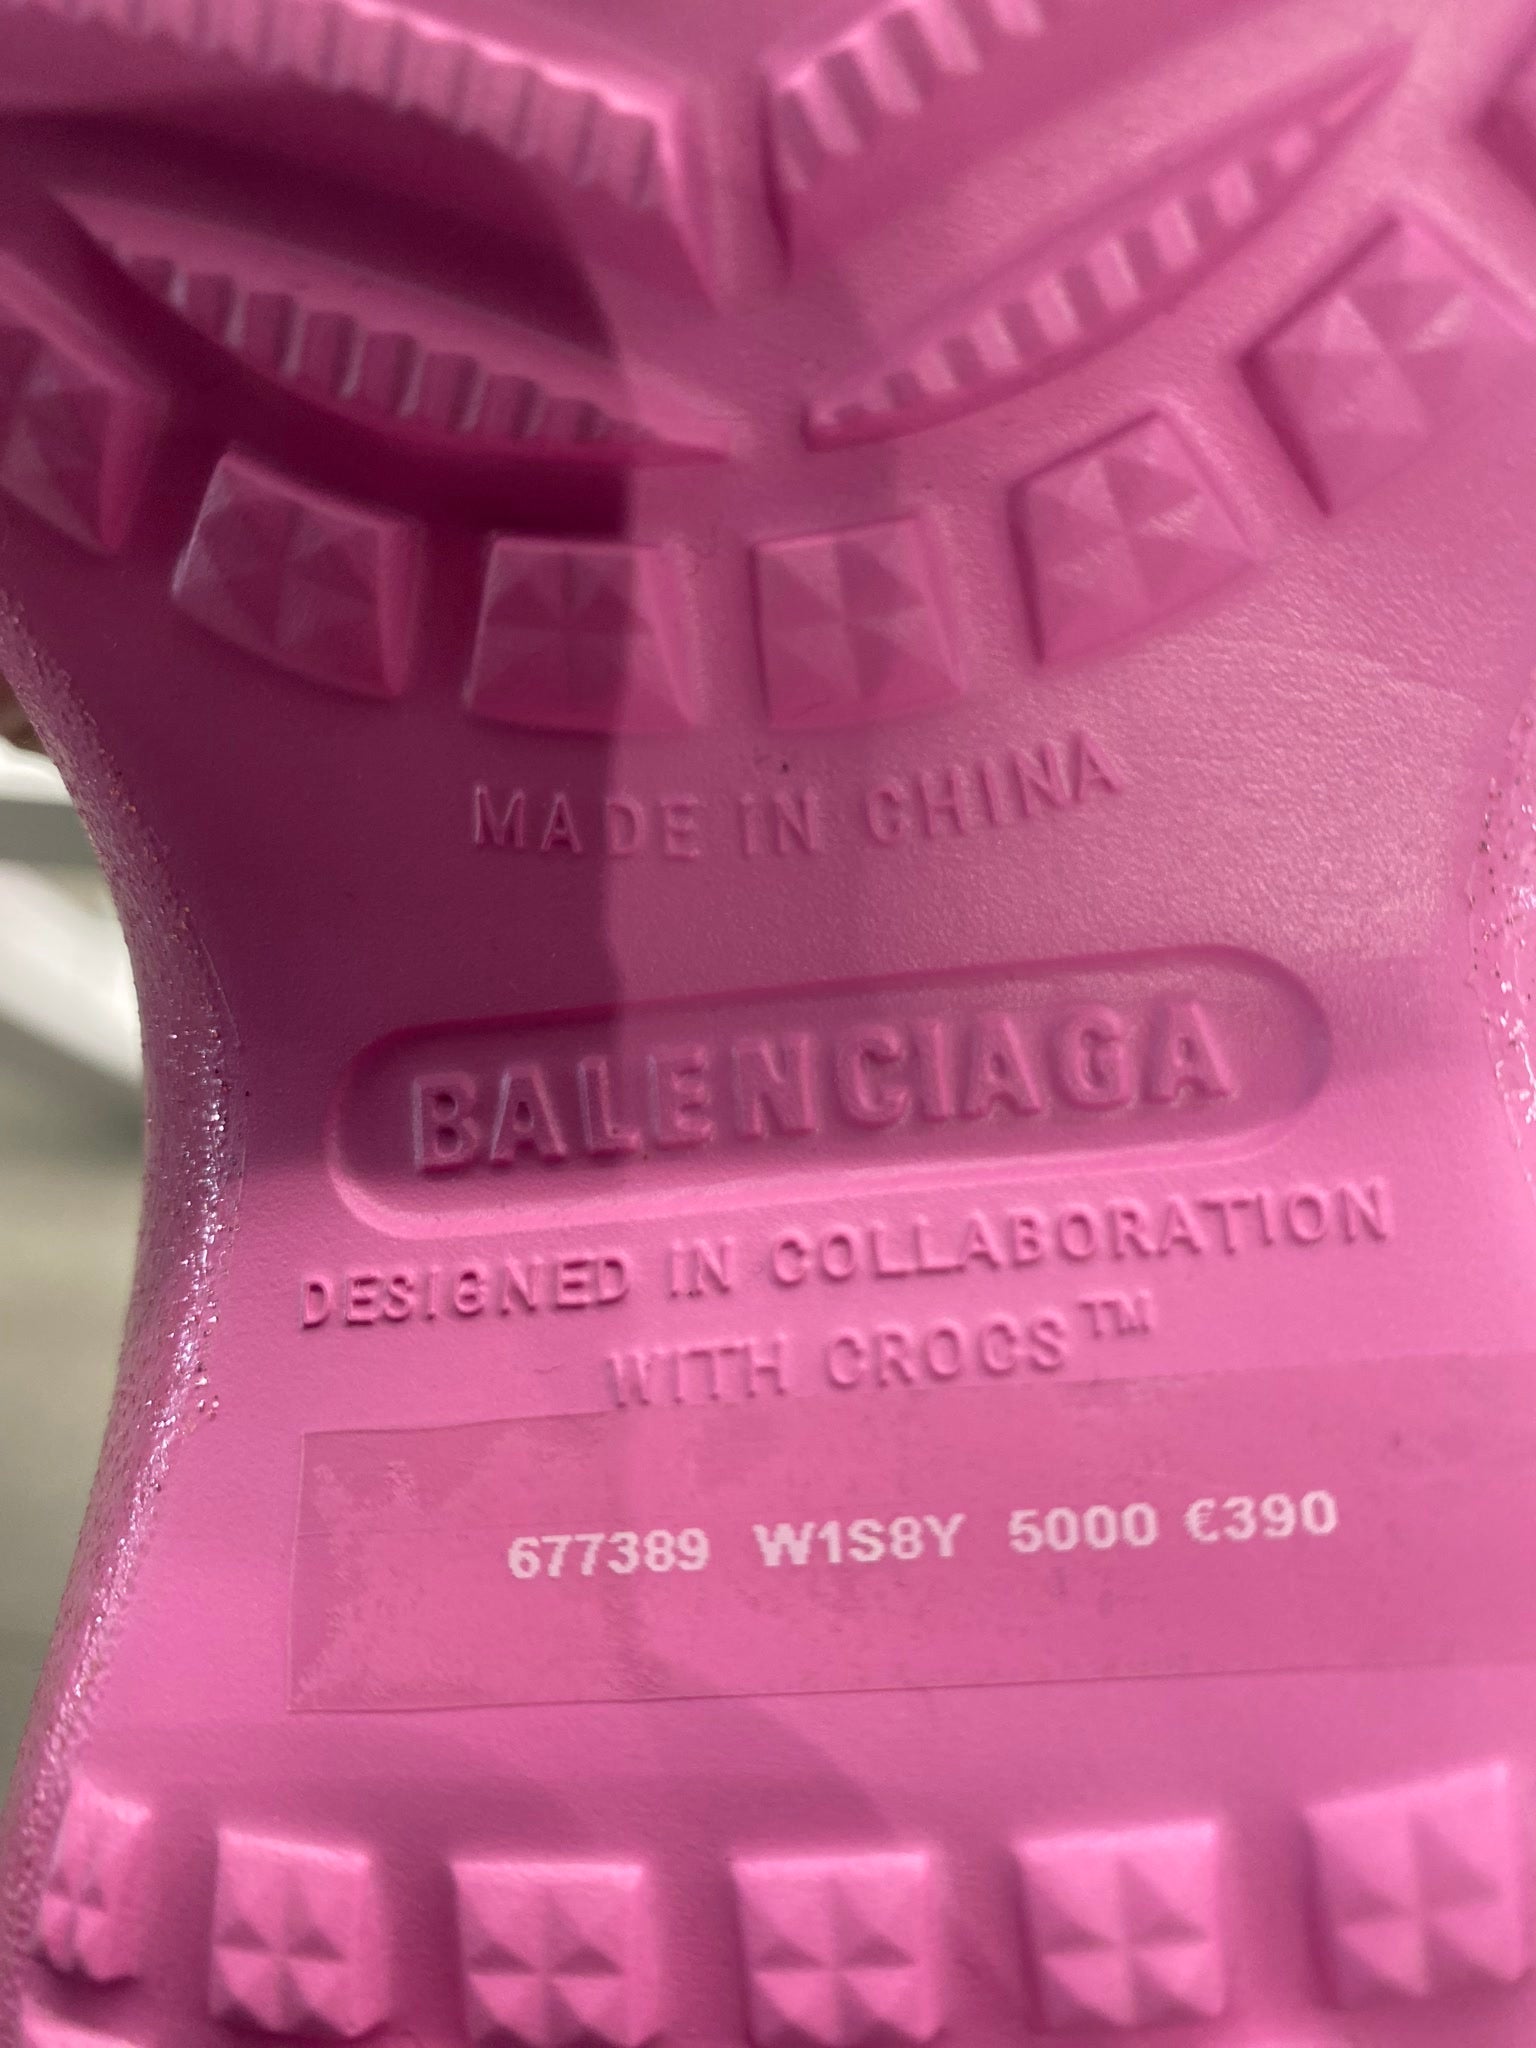 MADE IN CHINA
BALENCIAGA
DESIGNED IN COLLABORATION
WITH CROCS™
677389 W1S8Y 5000 €390